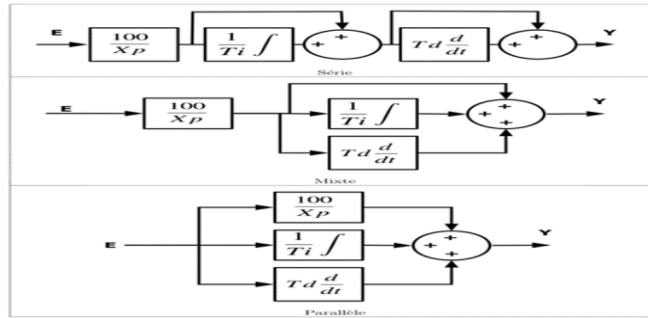 E 100/Xp 1/Ti ∫ + + Td d/dt + + Y
Série
E 100/Xp 1/Ti ∫ + + + Y
Td d/dt
Mixte
100/Xp
E 1/Ti ∫ + + + Y
Td d/dt
Parallèle